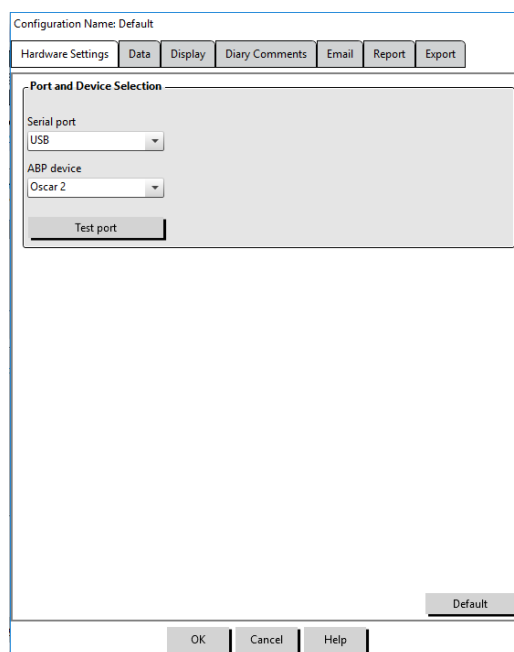 Configuration Name: Default
Hardware Settings Data Display Diary Comments Email Report Export
Port and Device Selection
Serial port
USB
ABP device
Oscar 2
Test port
Default
OK Cancel Help